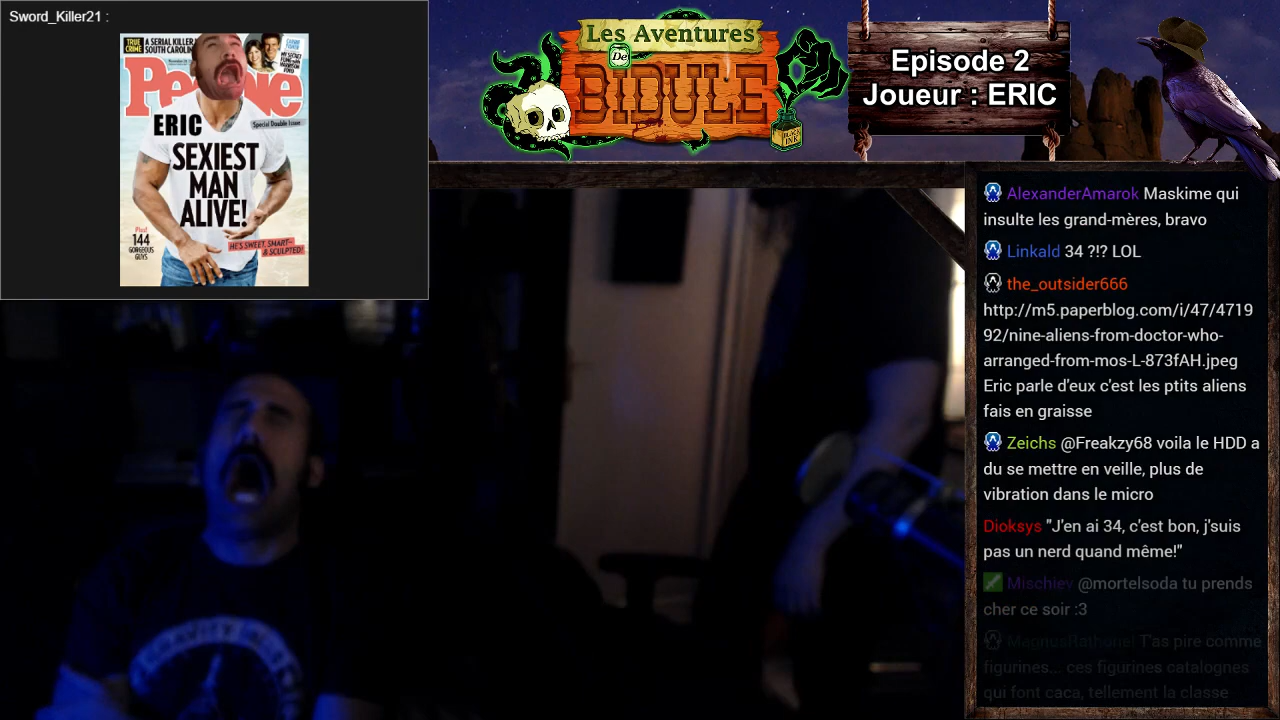 Sword_Killer21 :
TRUE CRIME
A SERIAL KILLER
SOUTH CAROLIN
People
ERIC
Special Double Issue
SEXIEST
MAN
ALIVE!
Plus!
144
GORGEOUS
GUYS
HE'S SWEET, SMART—
& SCULPTED!
Les Aventures
De
BIDULE
BLACK
INK
Episode 2
Joueur : ERIC
AlexanderAmarok Maskime qui
insulte les grand-mères, bravo
Linkald 34 ?!? LOL
the_outsider666
http://m5.paperblog.com/i/47/4719
92/nine-aliens-from-doctor-who-
arranged-from-mos-L-873fAH.jpeg
Eric parle d'eux c'est les ptits aliens
fais en graisse
Zeichs @Freakzy68 voila le HDD a
du se mettre en veille, plus de
vibration dans le micro
Dioksys "J'en ai 34, c'est bon, j'suis
pas un nerd quand même!"
Mischiev @mortelsoda tu prends
cher ce soir :3
T'as pire comme
figurines... ces figurines catalognes
qui font caca, tellement la classe